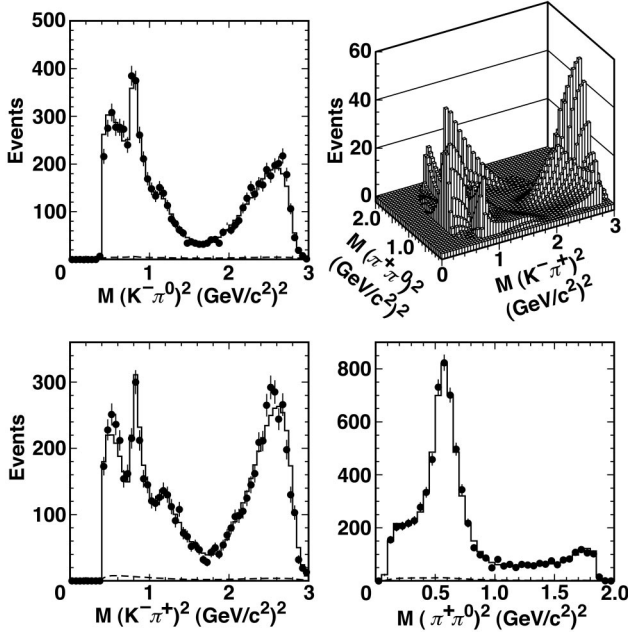 500
400
300
200
100
0
Events
0 1 2 3
M (K⁻π⁰)² (GeV/c²)²
60
40
20
0
Events
2.0
1.0
0
M (π⁺π⁰)²
(GeV/c²)²
0 1 2 3
M (K⁻π⁺)²
(GeV/c²)²
300
200
100
0
Events
0 1 2 3
M (K⁻π⁺)² (GeV/c²)²
800
600
400
200
0
0 0.5 1.0 1.5 2.0
M (π⁺π⁰)² (GeV/c²)²